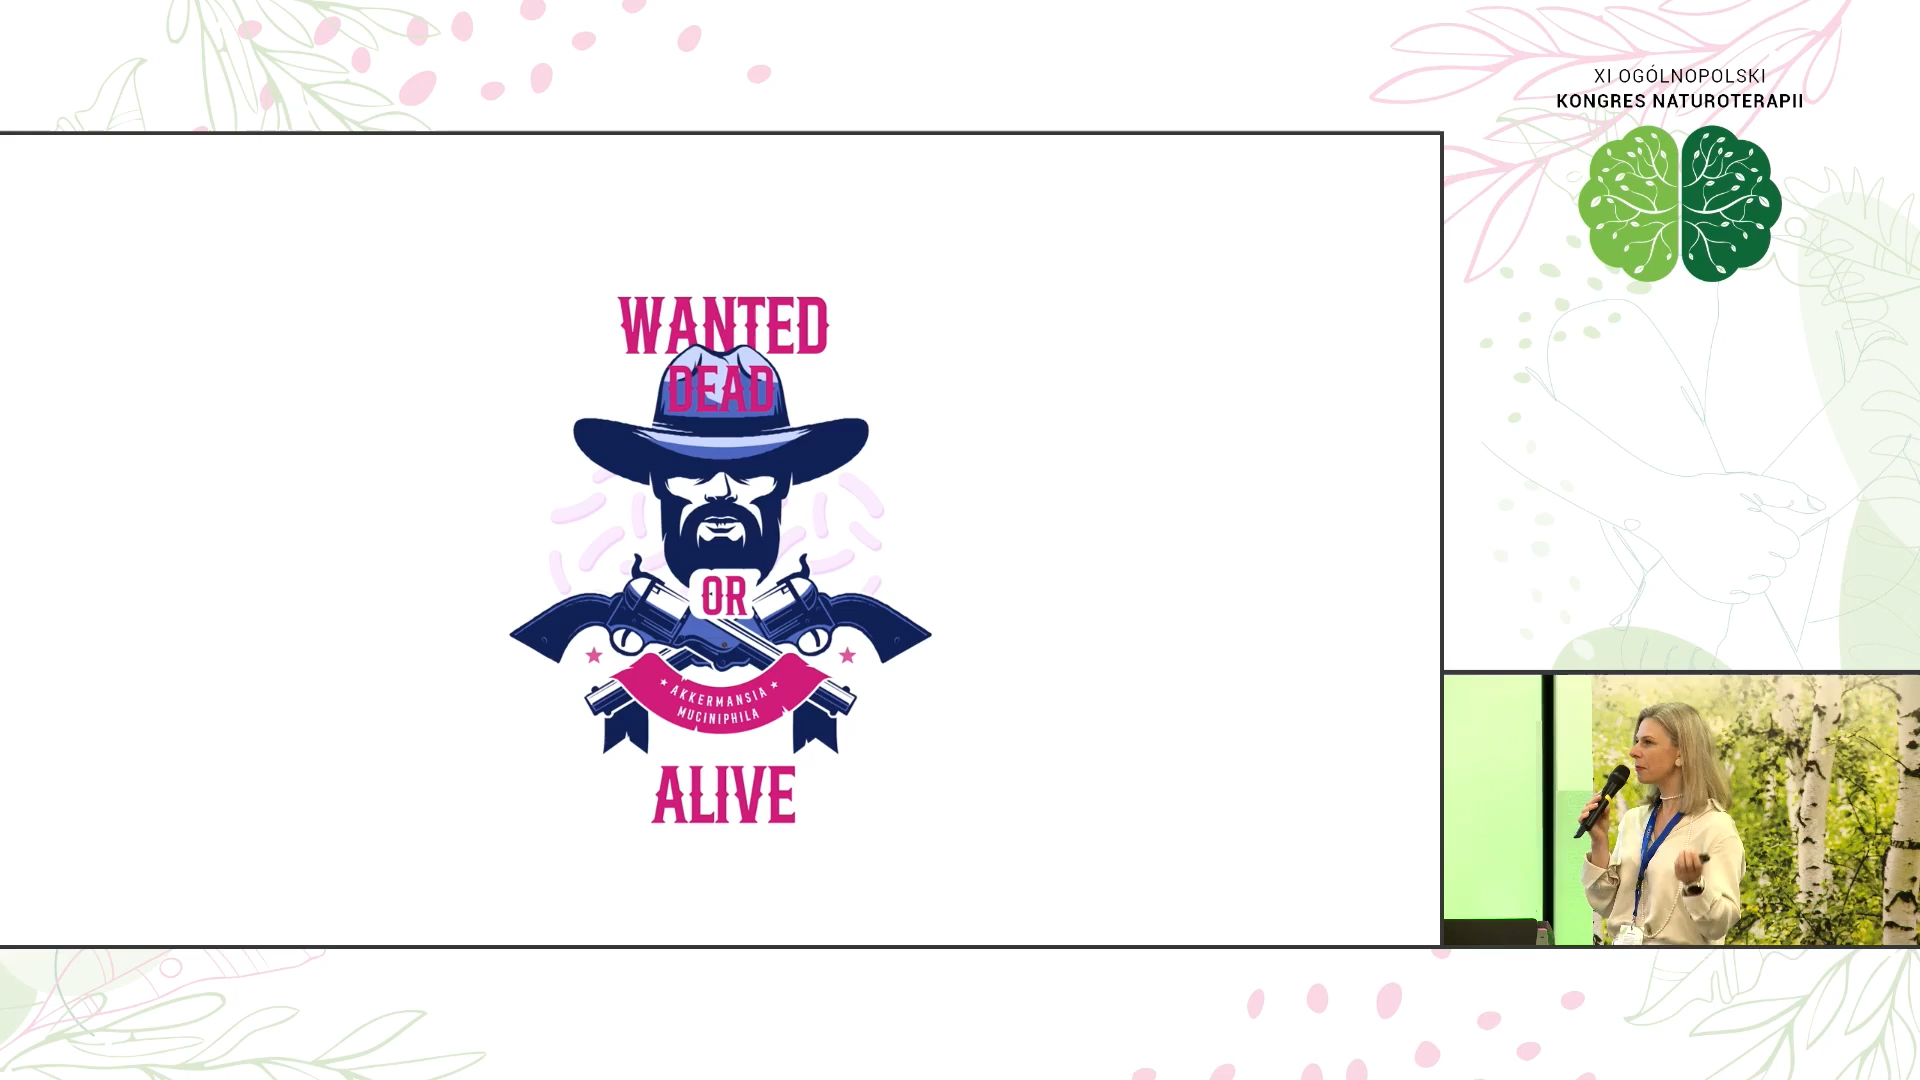 XI OGÓLNOPOLSKI
KONGRES NATUROTERAPII
WANTED
DEAD
OR
AKKERMANSIA
MUCINIPHILA
ALIVE